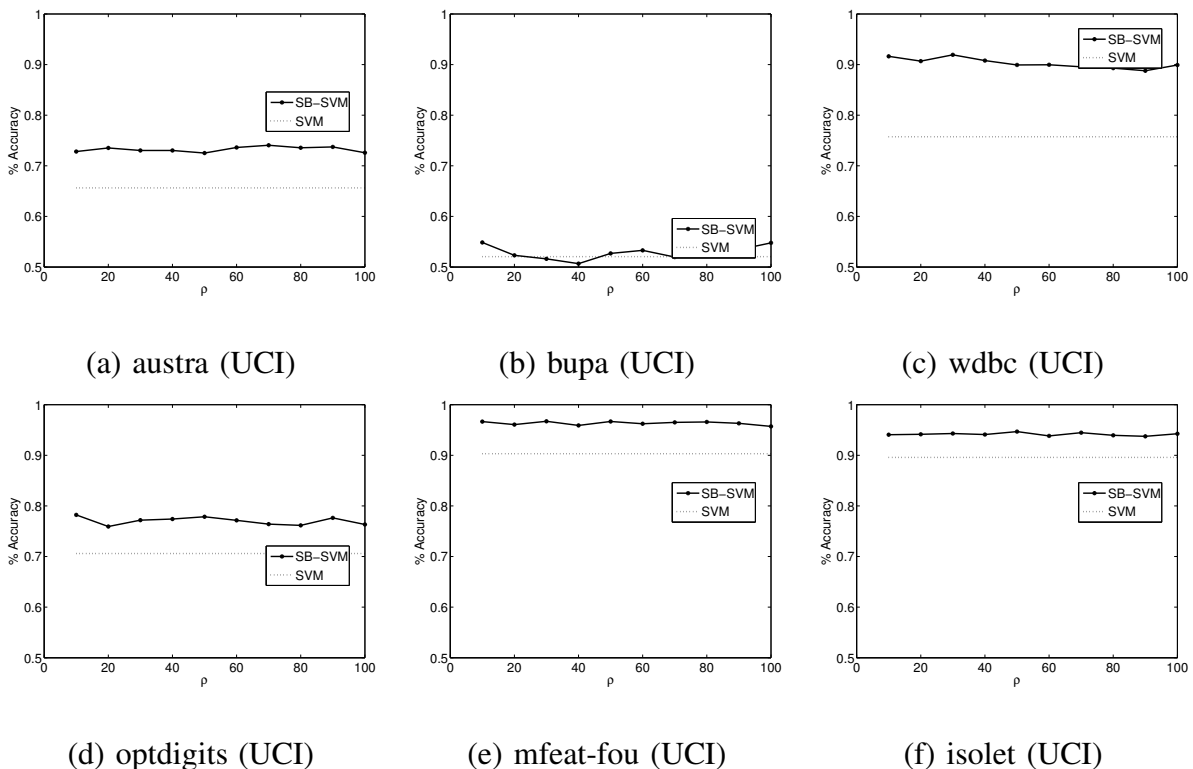 1
0.9
0.8
0.7
0.6
0.5
% Accuracy
SB−SVM
SVM
0 20 40 60 80 100
ρ
(a) austra (UCI)
1
0.9
0.8
0.7
0.6
0.5
% Accuracy
SB−SVM
SVM
0 20 40 60 80 100
ρ
(b) bupa (UCI)
1
0.9
0.8
0.7
0.6
0.5
% Accuracy
SB−SVM
SVM
0 20 40 60 80 100
ρ
(c) wdbc (UCI)
1
0.9
0.8
0.7
0.6
0.5
% Accuracy
SB−SVM
SVM
0 20 40 60 80 100
ρ
(d) optdigits (UCI)
1
0.9
0.8
0.7
0.6
0.5
% Accuracy
SB−SVM
SVM
0 20 40 60 80 100
ρ
(e) mfeat-fou (UCI)
1
0.9
0.8
0.7
0.6
0.5
% Accuracy
SB−SVM
SVM
0 20 40 60 80 100
ρ
(f) isolet (UCI)